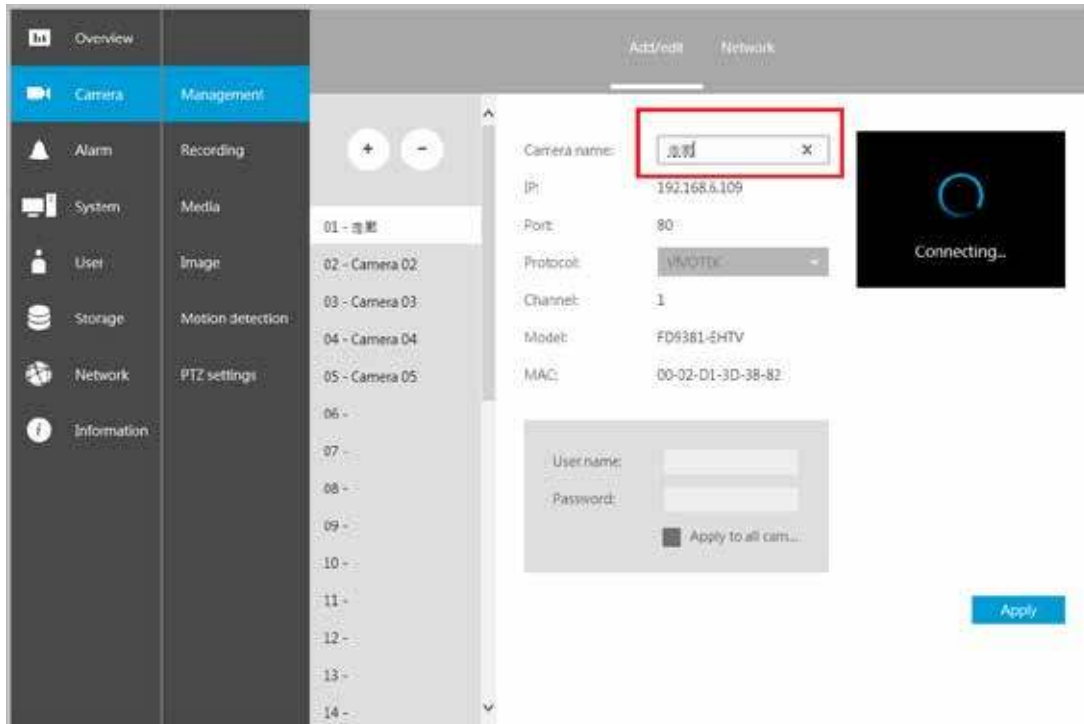 Overview
Camera
Alarm
System
User
Storage
Network
Information
Management
Recording
Media
Image
Motion detection
PTZ settings
Add/edit
Network
+
-
01 -
02 - Camera 02
03 - Camera 03
04 - Camera 04
05 - Camera 05
06 -
07 -
08 -
09 -
10 -
11 -
12 -
13 -
14 -
Camera name:
IP: 192.168.6.109
Port: 80
Protocol: VIVOTEK
Channel: 1
Model: FD9381-EHTV
MAC: 00-02-D1-3D-38-82
User name:
Password:
Apply to all cam...
Connecting...
Apply